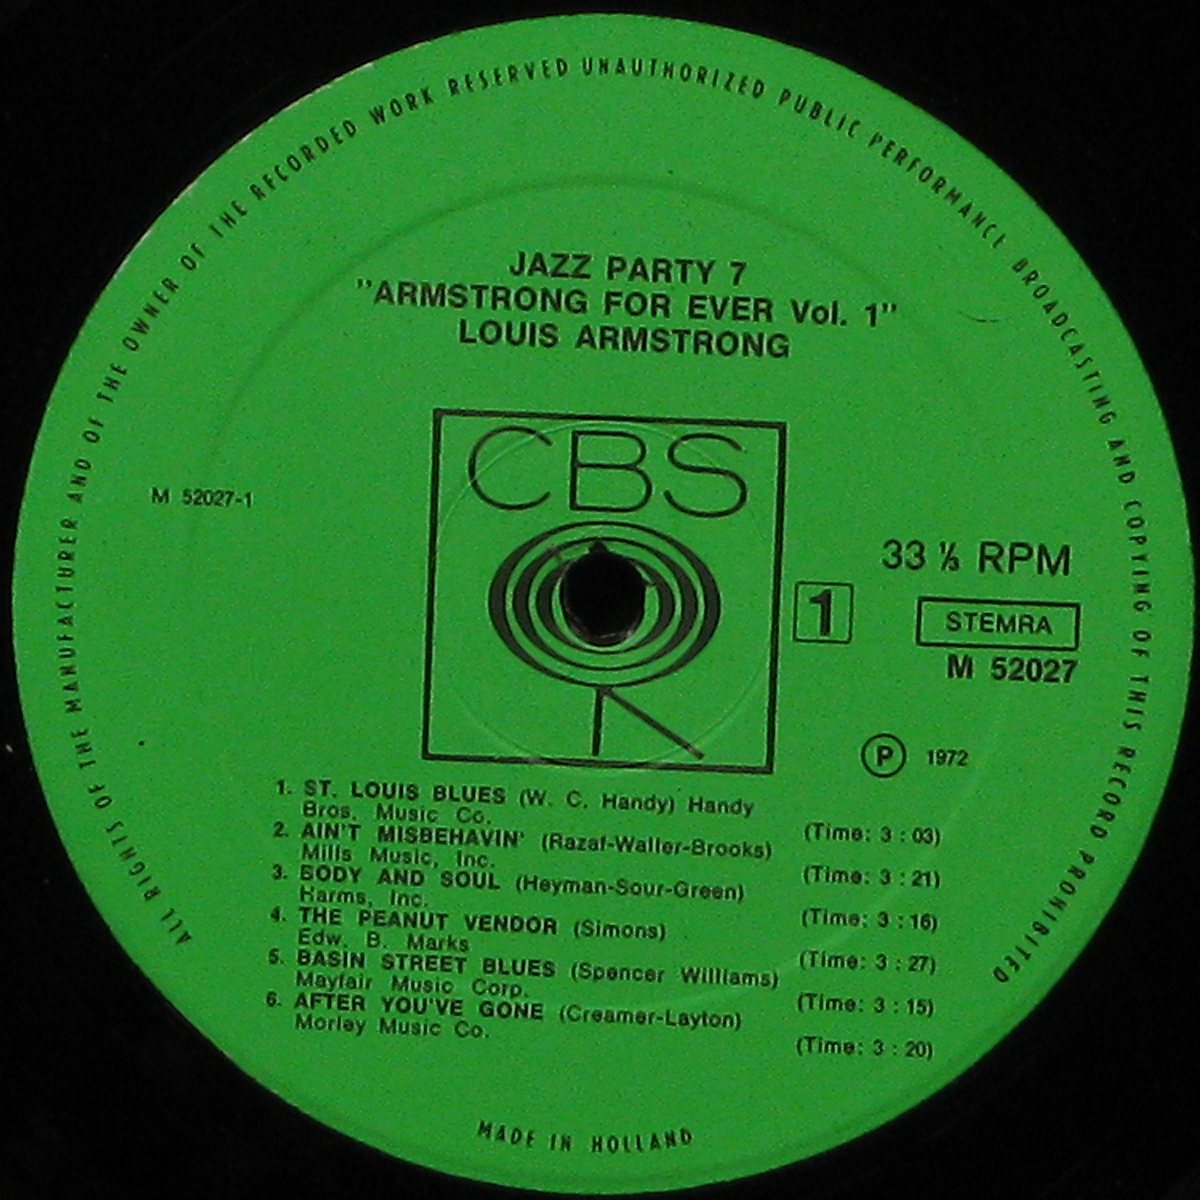 ALL RIGHTS OF THE MANUFACTURER AND OF THE OWNER OF THE RECORDED WORK RESERVED UNAUTHORIZED PUBLIC PERFORMANCE BROADCASTING AND COPYING OF THIS RECORD PROHIBITED
JAZZ PARTY 7
"ARMSTRONG FOR EVER Vol. 1"
LOUIS ARMSTRONG
CBS
M 52027-1
33 ⅓ RPM
1
STEMRA
M 52027
Ⓟ 1972
1. ST. LOUIS BLUES (W. C. Handy) Handy
Bros. Music Co. (Time: 3 : 03)
2. AIN'T MISBEHAVIN' (Razaf-Waller-Brooks)
Mills Music, Inc. (Time: 3 : 21)
3. BODY AND SOUL (Heyman-Sour-Green)
Harms, Inc. (Time: 3 : 16)
4. THE PEANUT VENDOR (Simons)
Edw. B. Marks (Time: 3 : 27)
5. BASIN STREET BLUES (Spencer Williams)
Mayfair Music Corp. (Time: 3 : 15)
6. AFTER YOU'VE GONE (Creamer-Layton)
Morley Music Co. (Time: 3 : 20)
MADE IN HOLLAND